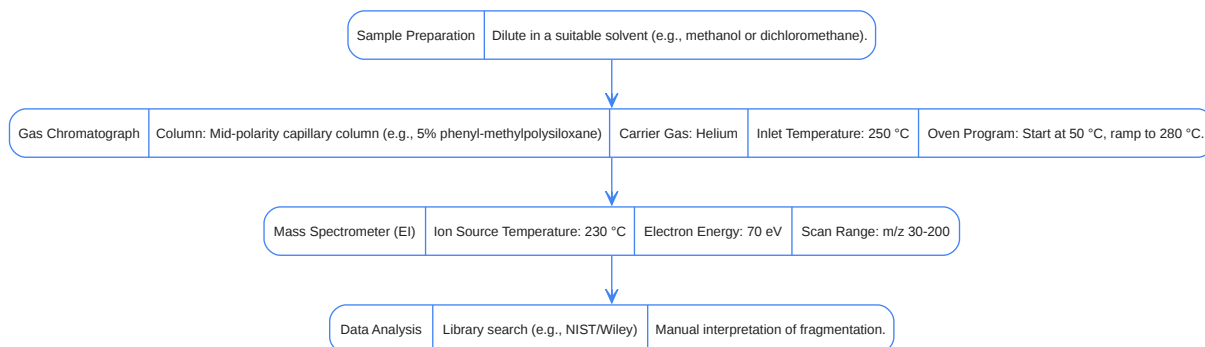 Sample Preparation
Dilute in a suitable solvent (e.g., methanol or dichloromethane).
Gas Chromatograph
Column: Mid-polarity capillary column (e.g., 5% phenyl-methylpolysiloxane)
Carrier Gas: Helium
Inlet Temperature: 250 °C
Oven Program: Start at 50 °C, ramp to 280 °C.
Mass Spectrometer (EI)
Ion Source Temperature: 230 °C
Electron Energy: 70 eV
Scan Range: m/z 30-200
Data Analysis
Library search (e.g., NIST/Wiley)
Manual interpretation of fragmentation.